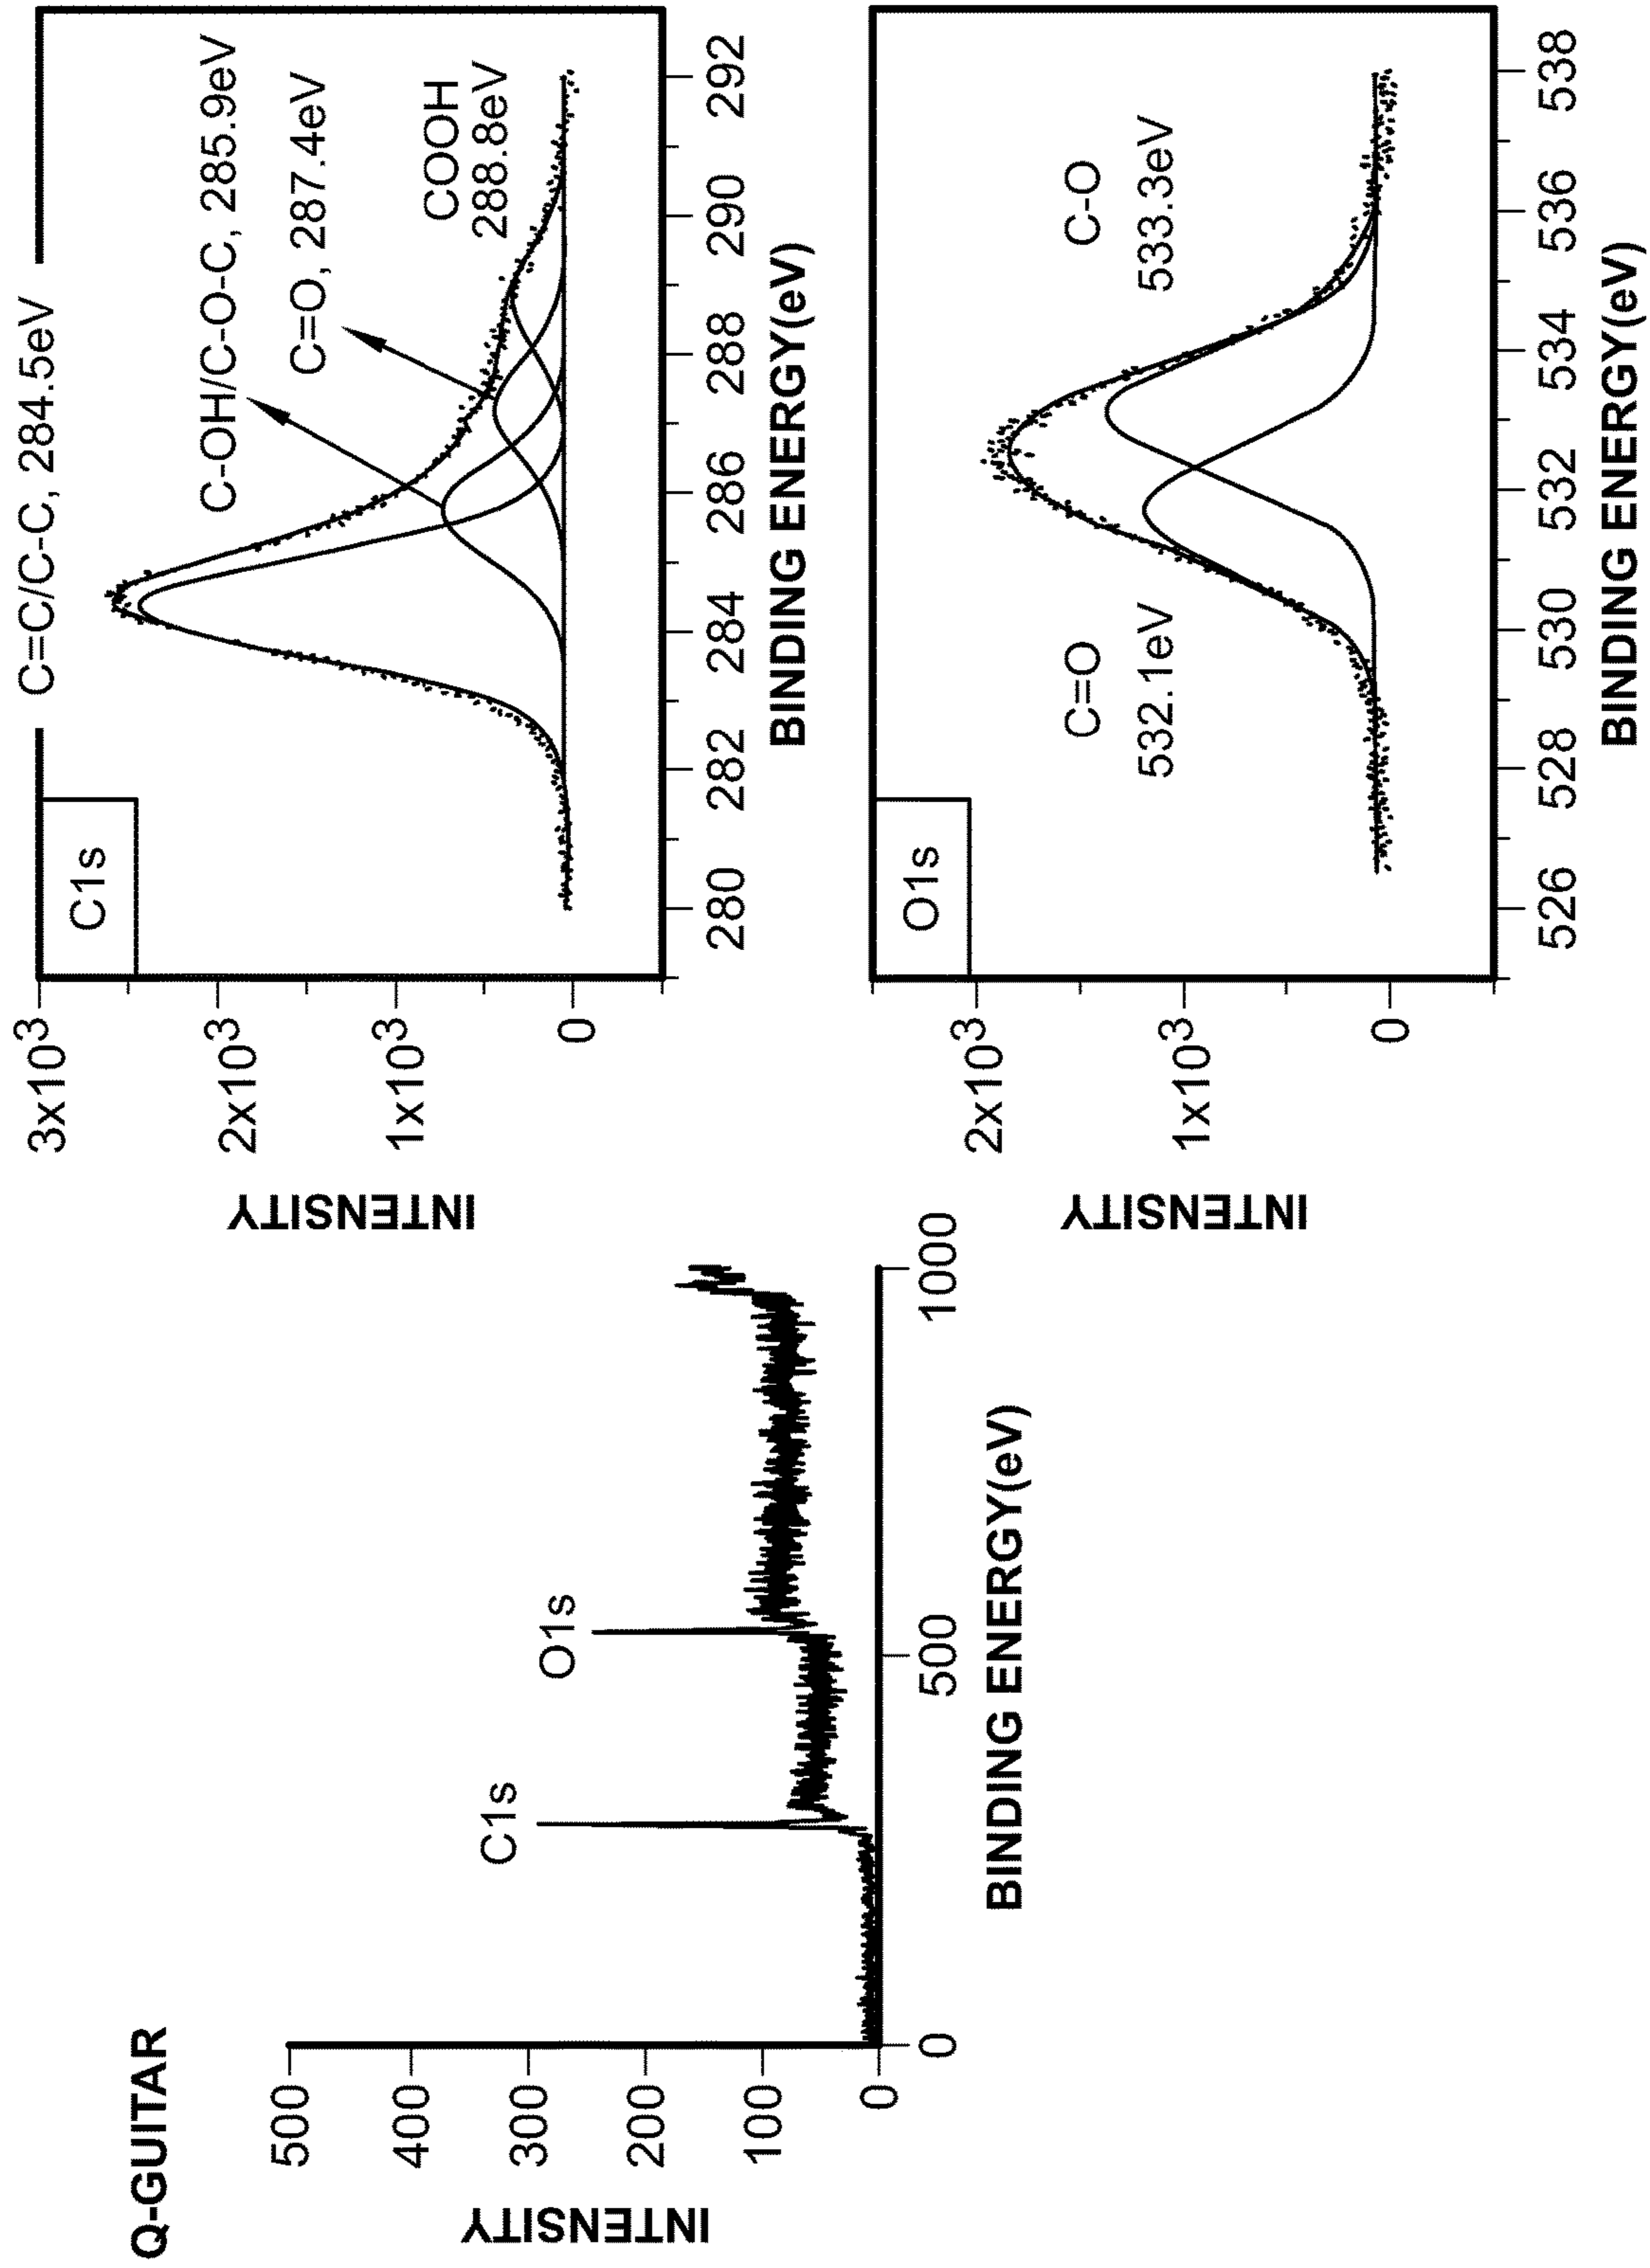 Q-GUITAR
INTENSITY
500
400
300
200
100
0
C1s
O1s
0
500
1000
BINDING ENERGY(eV)
INTENSITY
3x10³
2x10³
1x10³
0
C1s
C=C/C-C, 284.5eV
C-OH/C-O-C, 285.9eV
C=O, 287.4eV
COOH
288.8eV
280
282
284
286
288
290
292
BINDING ENERGY(eV)
INTENSITY
2x10³
1x10³
0
O1s
C=O
532.1eV
C-O
533.3eV
526
528
530
532
534
536
538
BINDING ENERGY(eV)